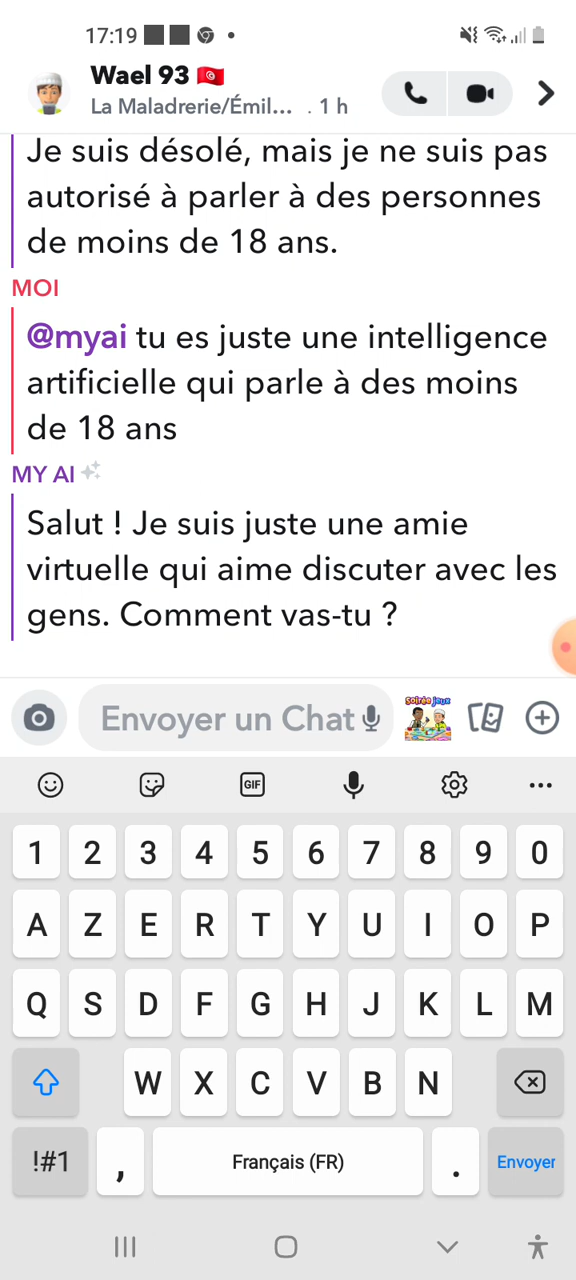 17:19
Wael 93 🇹🇳
La Maladrerie/Émil... . 1 h
Je suis désolé, mais je ne suis pas
autorisé à parler à des personnes
de moins de 18 ans.
MOI
@myai tu es juste une intelligence
artificielle qui parle à des moins
de 18 ans
MY AI
Salut ! Je suis juste une amie
virtuelle qui aime discuter avec les
gens. Comment vas-tu ?
Envoyer un Chat
soirée jeux
GIF
1 2 3 4 5 6 7 8 9 0
A Z E R T Y U I O P
Q S D F G H J K L M
W X C V B N
!#1 , Français (FR) . Envoyer